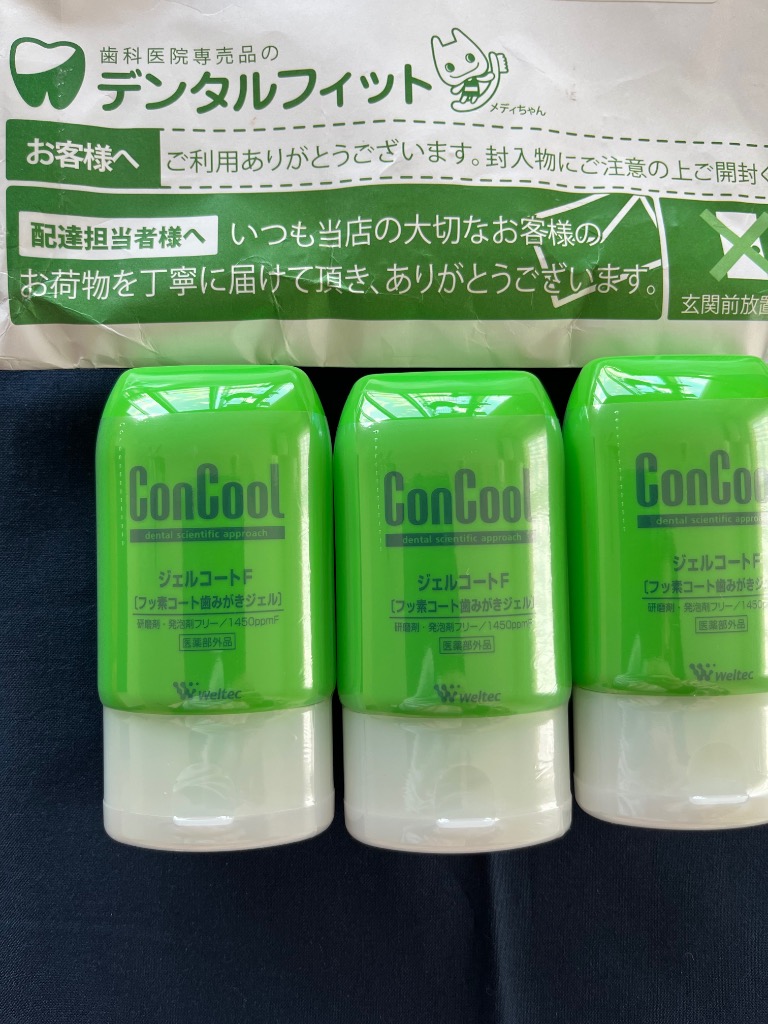 歯科医院専売品の
デンタルフィット
メディちゃん
お客様へ ご利用ありがとうございます。封入物にご注意の上ご開封く
配達担当者様へ いつも当店の大切なお客様の
お荷物を丁寧に届けて頂き、ありがとうございます。
玄関前放置
ConCool
dental scientific approach
ジェルコートF
[フッ素コート歯みがきジェル]
研磨剤・発泡剤フリー/1450ppmF
医薬部外品
weltec
ConCool
dental scientific approach
ジェルコートF
[フッ素コート歯みがきジェル]
研磨剤・発泡剤フリー/1450ppmF
医薬部外品
weltec
ConCoo
dental scientific appro
ジェルコートF
[フッ素コート歯みがきジ
研磨剤・発泡剤フリー/1450p
医薬部外品
weltec